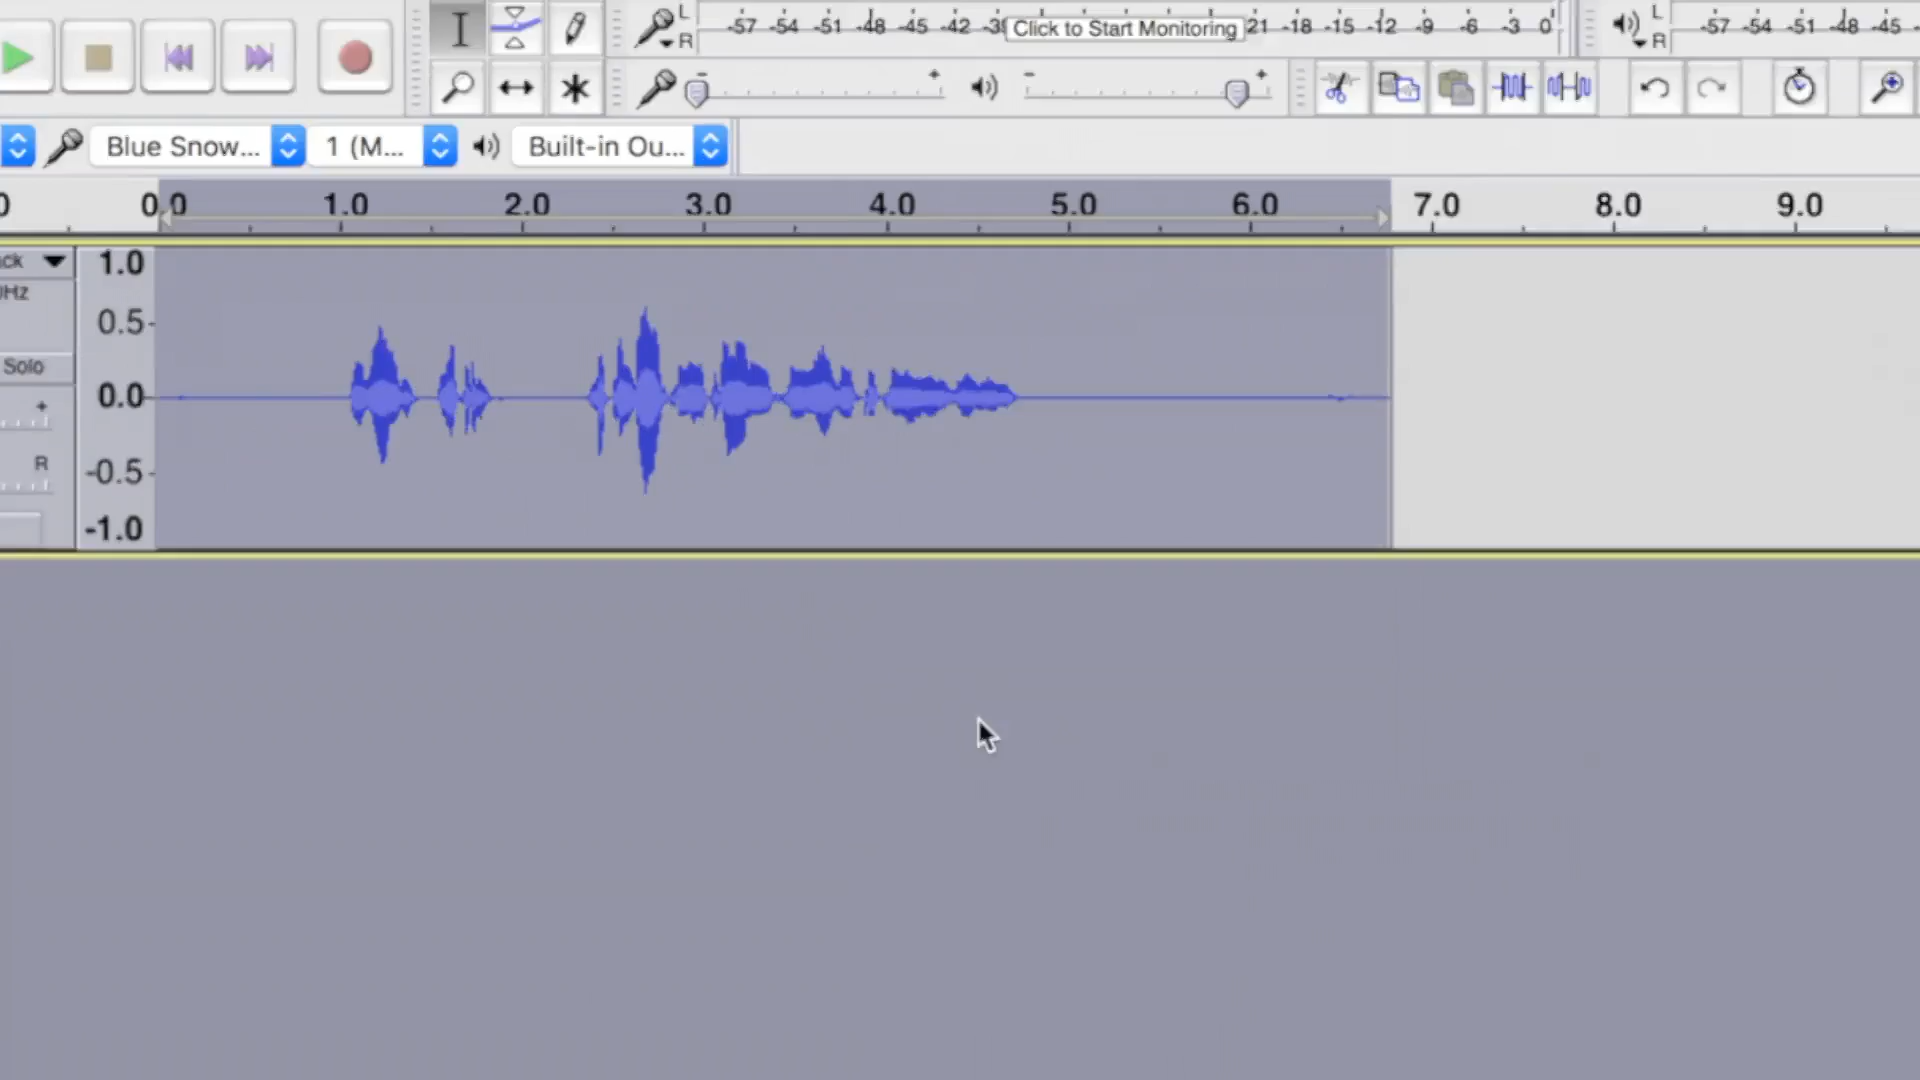 L
R
-57 -54 -51 -48 -45 -42 Click to Start Monitoring 21 -18 -15 -12 -9 -6 -3 0
L
R
-57 -54 -51 -48 -45
- +
- +
Blue Snow... 1 (M... Built-in Ou...
0.0 1.0 2.0 3.0 4.0 5.0 6.0 7.0 8.0 9.0
ck
1.0
Hz
0.5
Solo
0.0
+
R
-0.5
-1.0